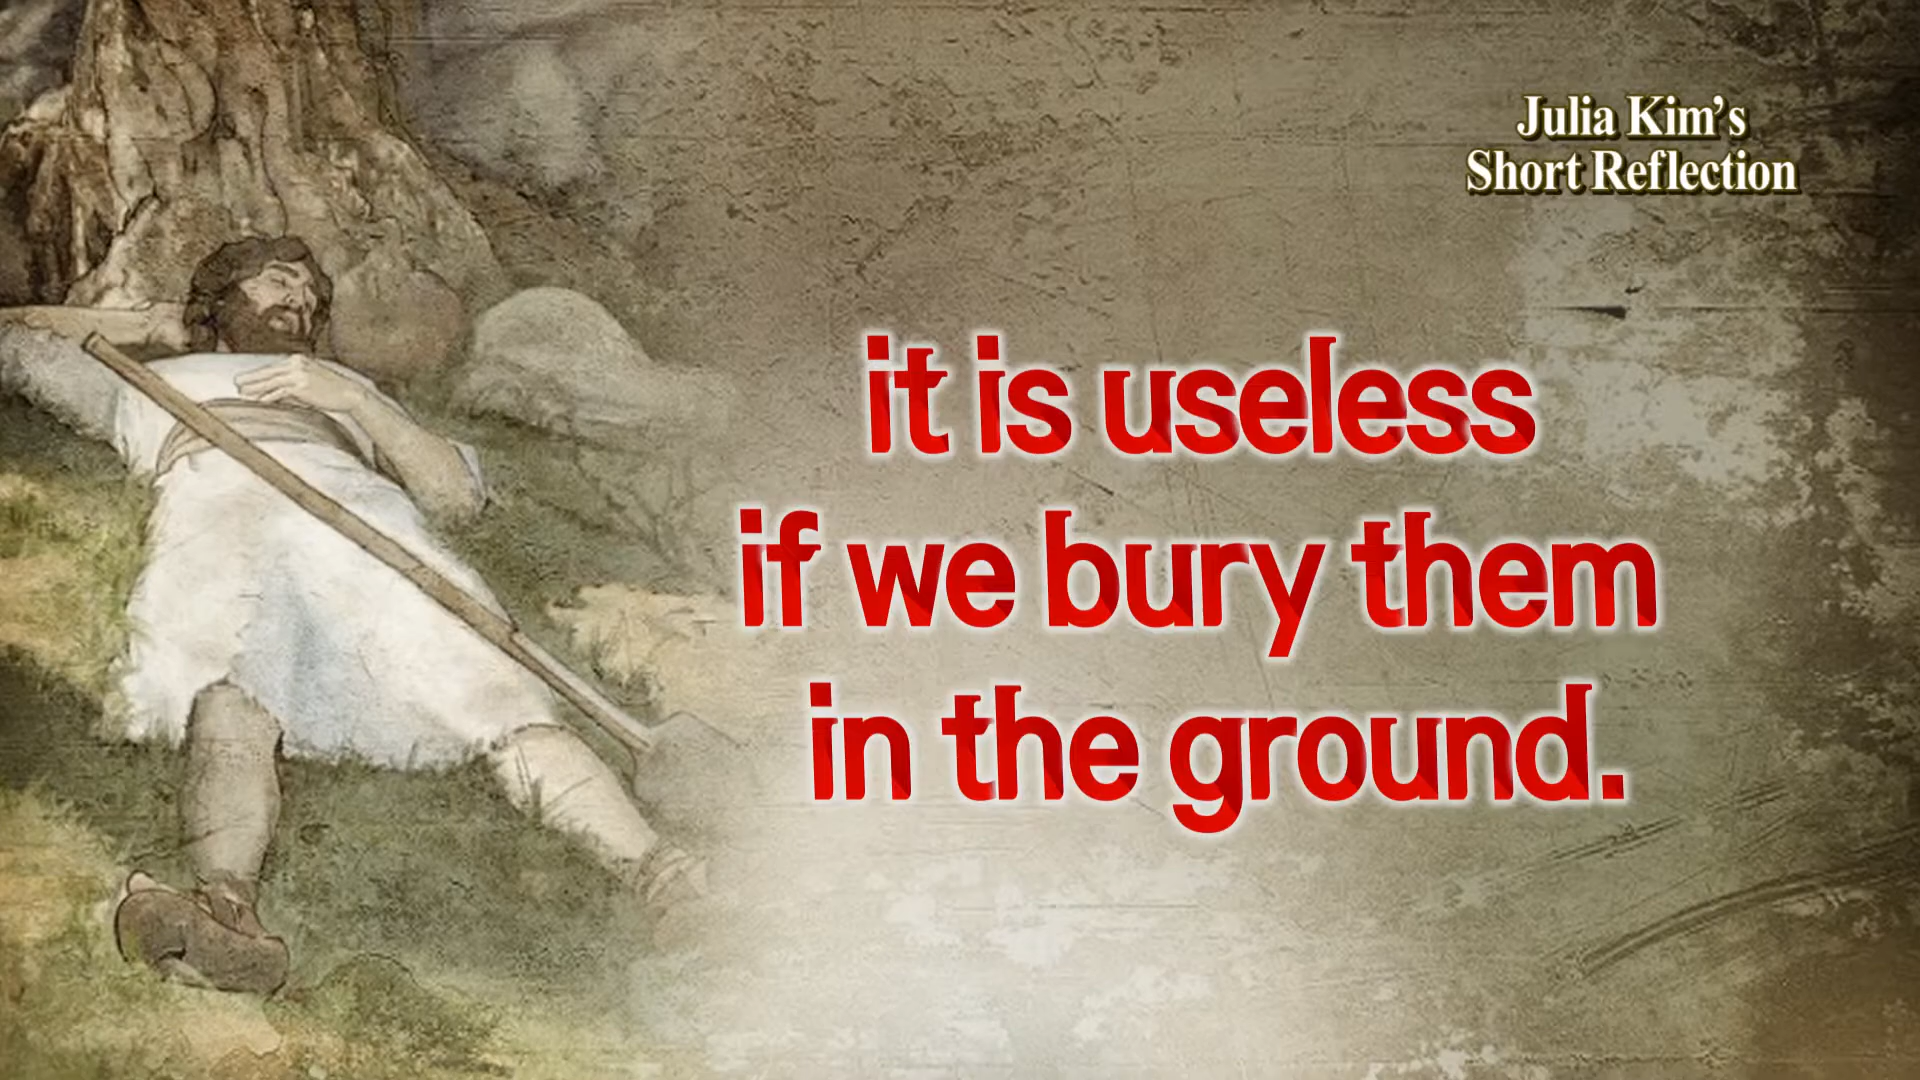 Julia Kim's
Short Reflection
it is useless
if we bury them
in the ground.